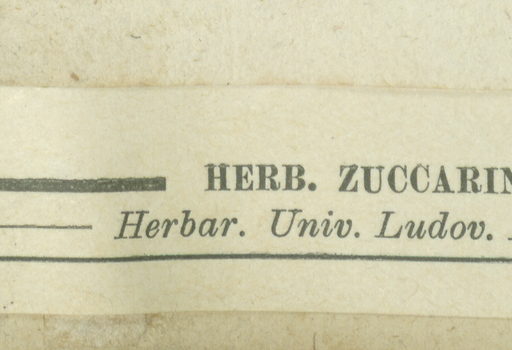 HERB. ZUCCARIN
Herbar. Univ. Ludov.